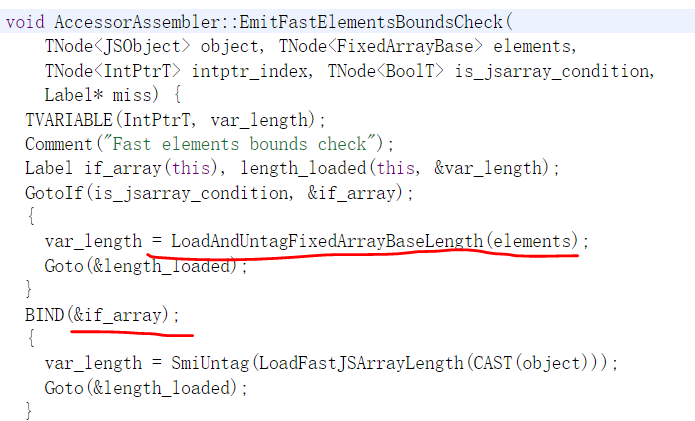 void AccessorAssembler::EmitFastElementsBoundsCheck(
TNode<JSObject> object, TNode<FixedArrayBase> elements,
TNode<IntPtrT> intptr_index, TNode<BoolT> is_jsarray_condition,
Label* miss) {
TVARIABLE(IntPtrT, var_length);
Comment("Fast elements bounds check");
Label if_array(this), length_loaded(this, &var_length);
GotoIf(is_jsarray_condition, &if_array);
{
var_length = LoadAndUntagFixedArrayBaseLength(elements);
Goto(&length_loaded);
}
BIND(&if_array);
{
var_length = SmiUntag(LoadFastJSArrayLength(CAST(object)));
Goto(&length_loaded);
}